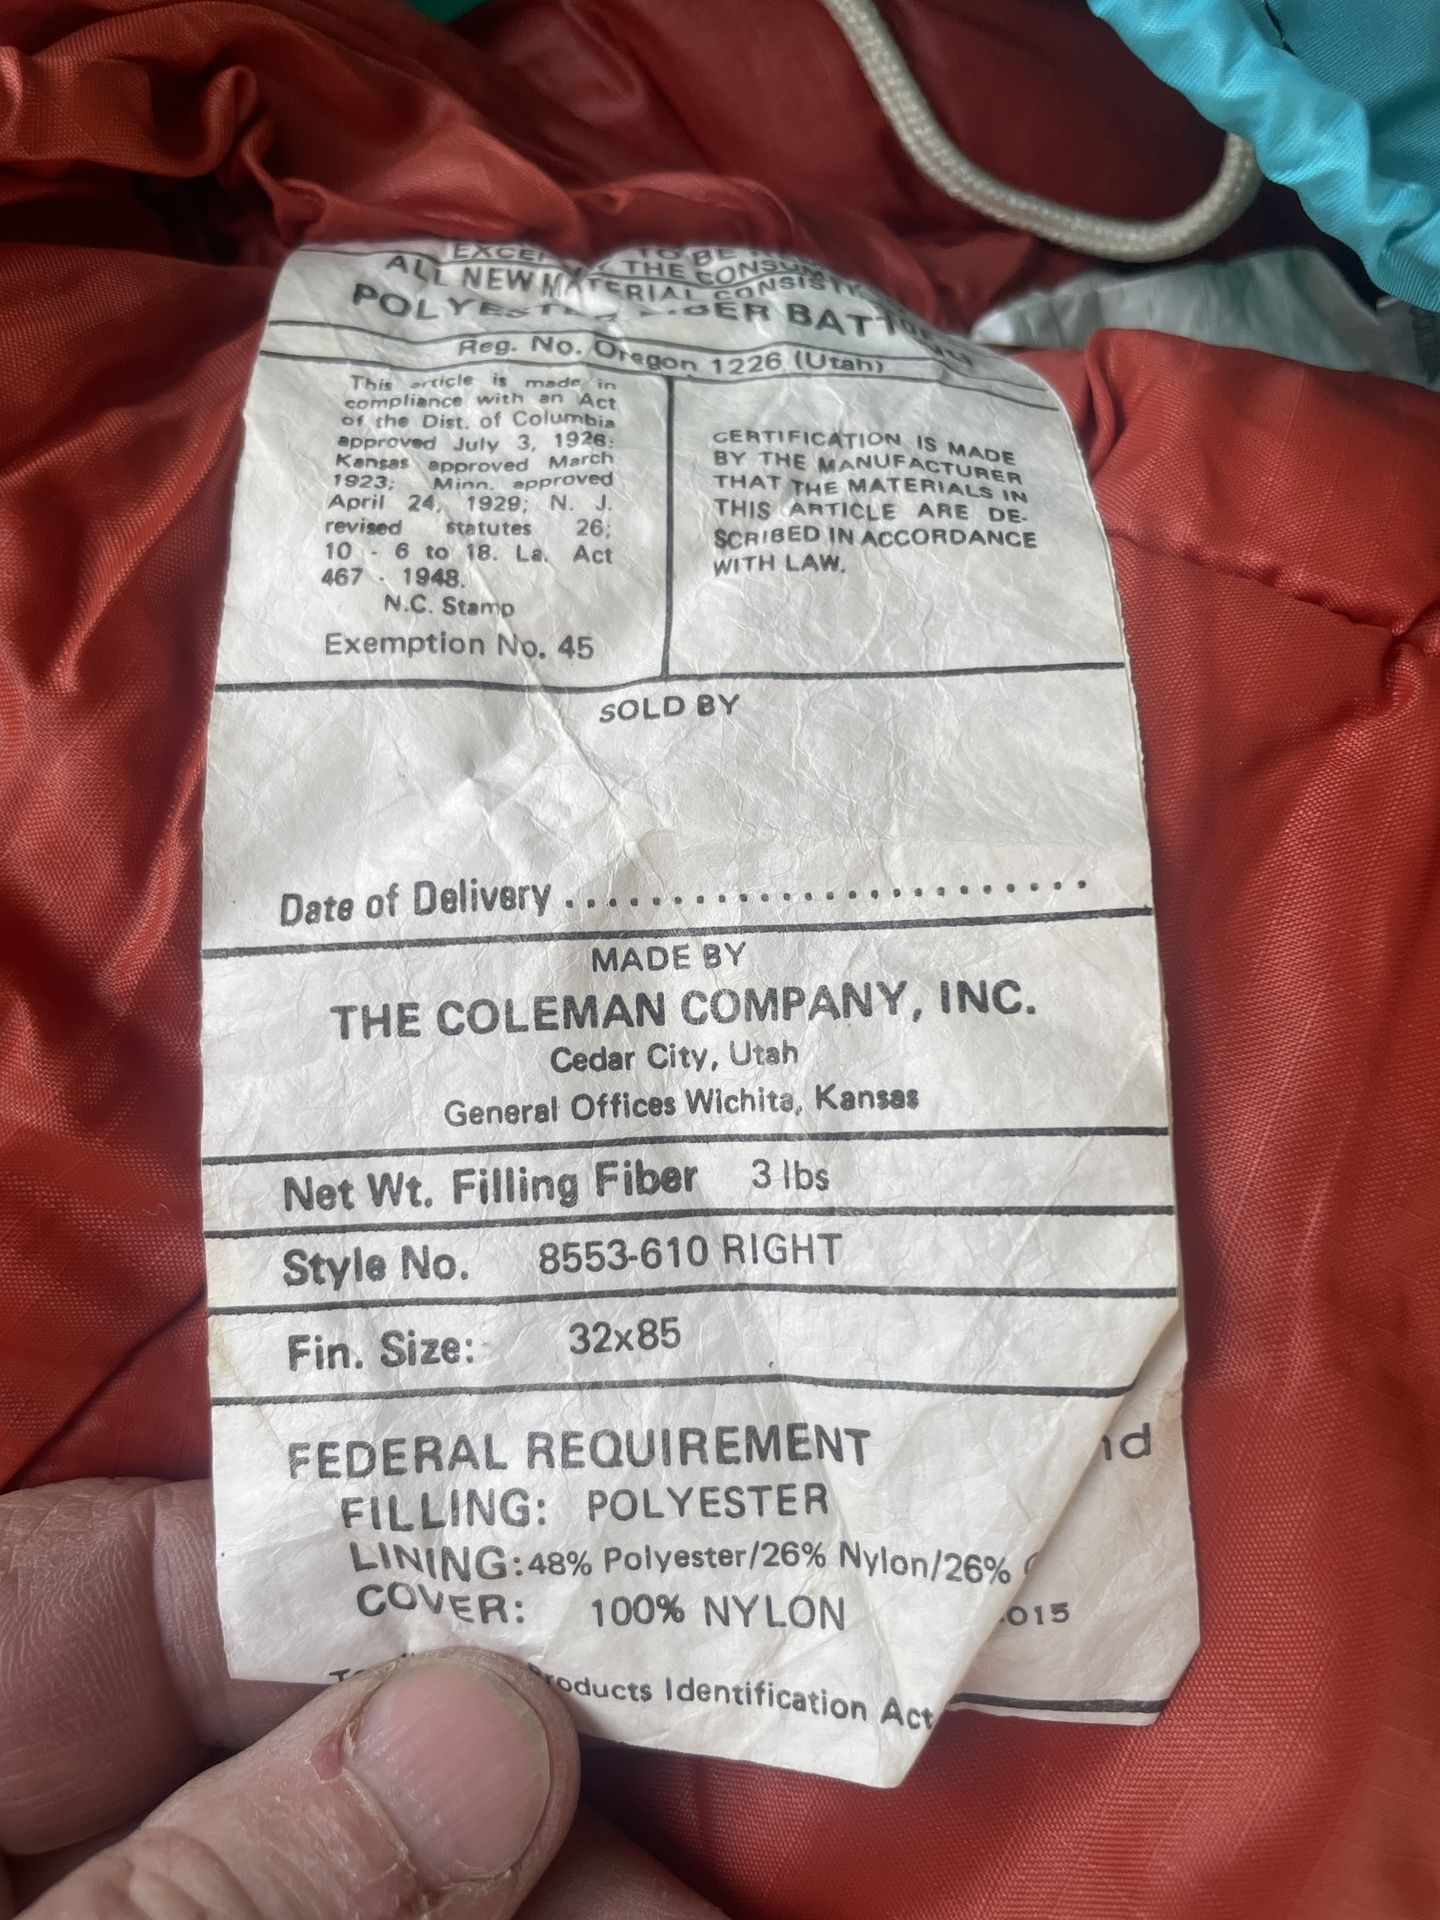 TO BE
THE
ALL NEW MATERIAL
BATTING
Reg. No. Oregon 1226 (Utah)
This article is made in
compliance with an Act
of the Dist. of Columbia
approved July 3, 1926;
Kansas approved March
1923; Minn. approved
April 24, 1929; N. J.
revised statutes 26;
10 - 6 to 18. La. Act
467 - 1948.
N.C. Stamp
Exemption No. 45
CERTIFICATION IS MADE
BY THE MANUFACTURER
THAT THE MATERIALS IN
THIS ARTICLE ARE DE-
SCRIBED IN ACCORDANCE
WITH LAW.
SOLD BY
Date of Delivery ..........................
MADE BY
THE COLEMAN COMPANY, INC.
Cedar City, Utah
General Offices Wichita, Kansas
Net Wt. Filling Fiber 3 lbs
Style No. 8553-610 RIGHT
Fin. Size: 32x85
FEDERAL REQUIREMENT
FILLING: POLYESTER
LINING: 48% Polyester/26% Nylon/26%
COVER: 100% NYLON
Identification Act